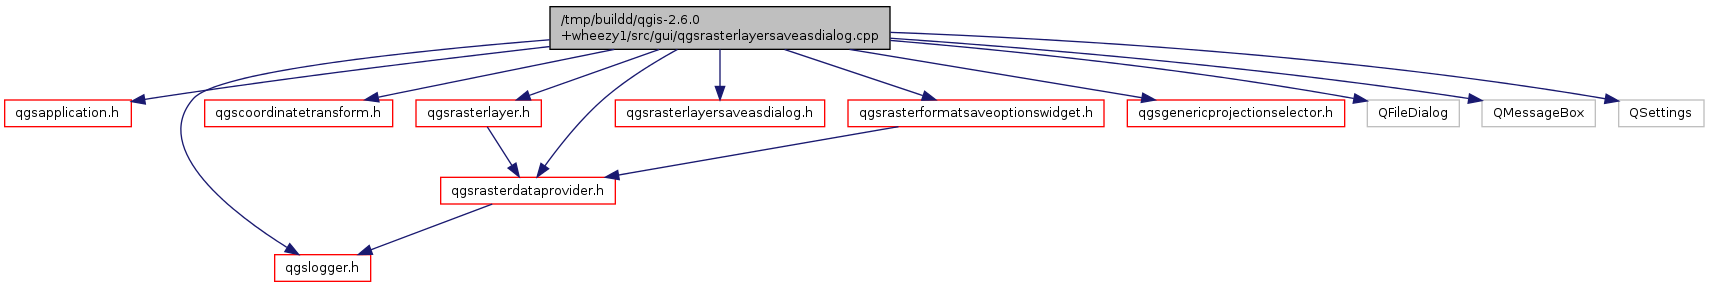 /tmp/buildd/qgis-2.6.0
+wheezy1/src/gui/qgsrasterlayersaveasdialog.cpp
qgsapplication.h
qgscoordinatetransform.h
qgsrasterlayer.h
qgsrasterlayersaveasdialog.h
qgsrasterformatsaveoptionswidget.h
qgsgenericprojectionselector.h
QFileDialog
QMessageBox
QSettings
qgsrasterdataprovider.h
qgslogger.h